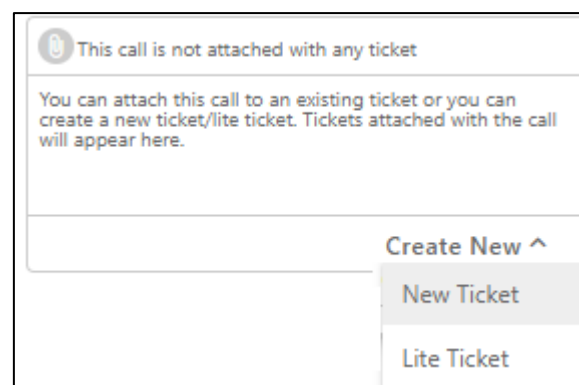 This call is not attached with any ticket
You can attach this call to an existing ticket or you can
create a new ticket/lite ticket. Tickets attached with the call
will appear here.
Create New
New Ticket
Lite Ticket